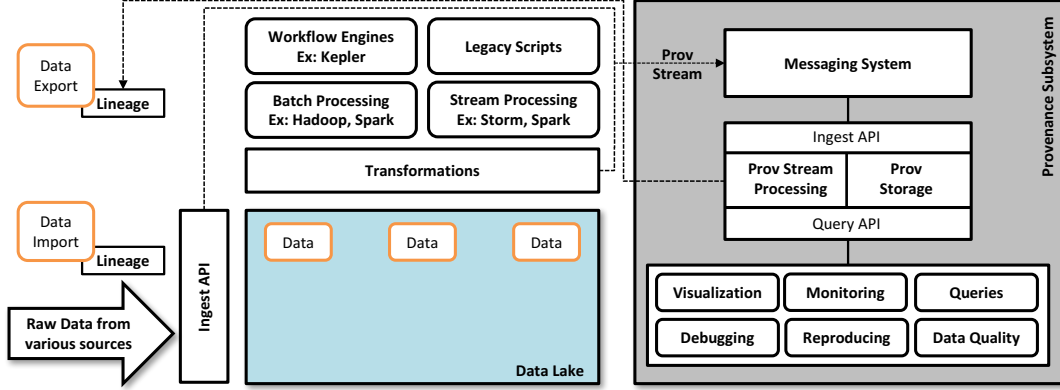 Data
Export
Lineage
Data
Import
Lineage
Raw Data from
various sources
Ingest API
Workflow Engines
Ex: Kepler
Legacy Scripts
Batch Processing
Ex: Hadoop, Spark
Stream Processing
Ex: Storm, Spark
Transformations
Data
Data
Data
Data Lake
Prov
Stream
Messaging System
Ingest API
Prov Stream
Processing
Prov
Storage
Query API
Visualization
Monitoring
Queries
Debugging
Reproducing
Data Quality
Provenance Subsystem